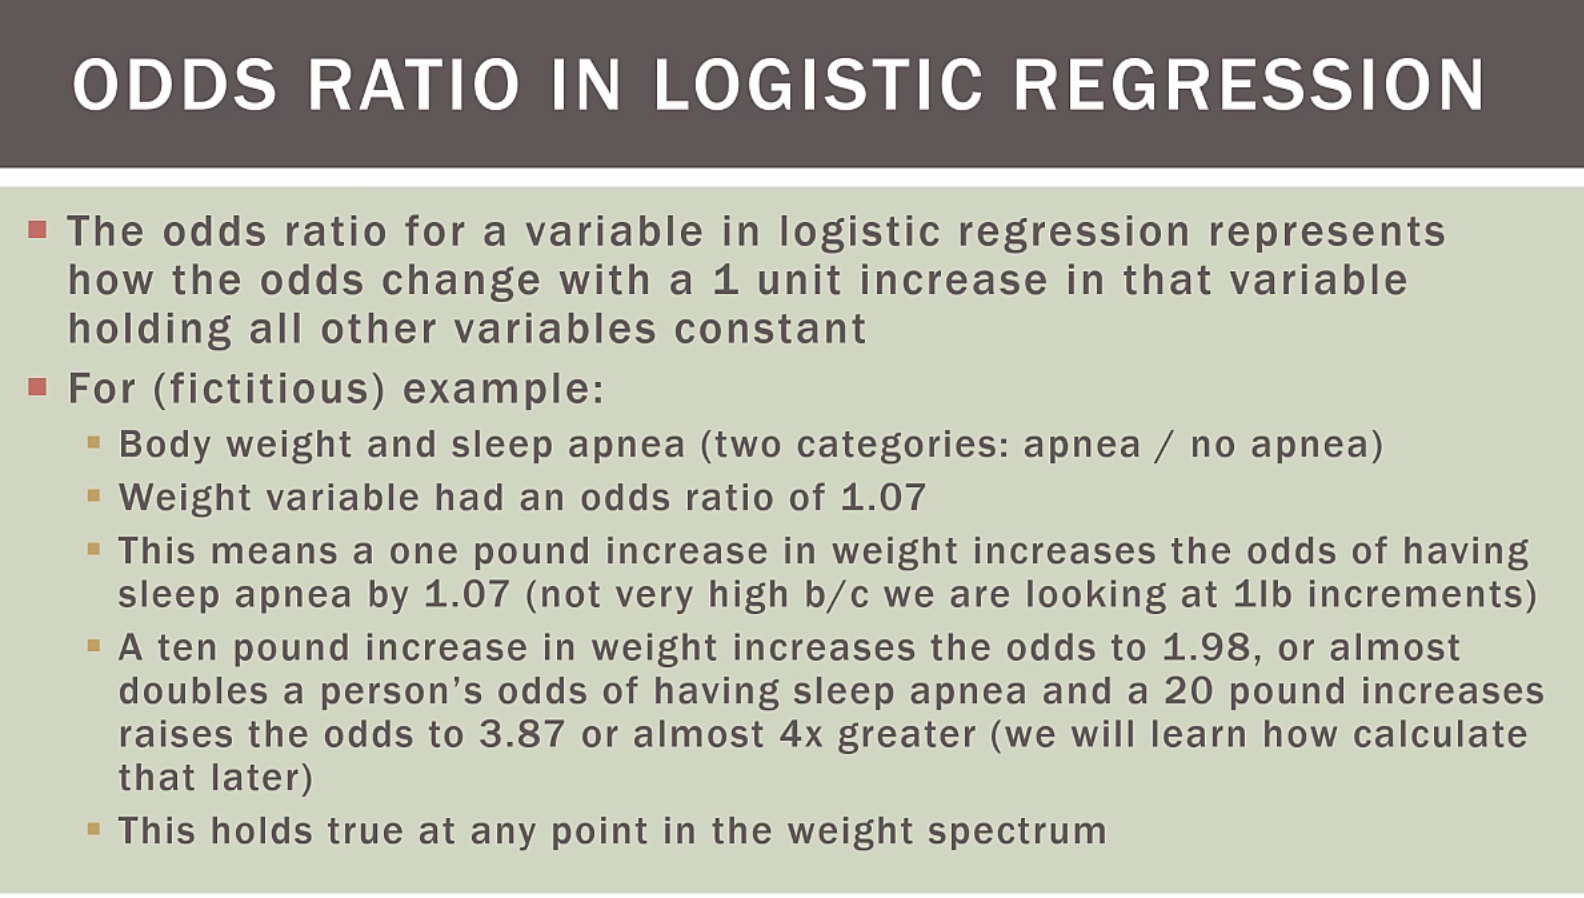 ODDS RATIO IN LOGISTIC REGRESSION
The odds ratio for a variable in logistic regression represents
how the odds change with a 1 unit increase in that variable
holding all other variables constant
For (fictitious) example:
Body weight and sleep apnea (two categories: apnea / no apnea)
Weight variable had an odds ratio of 1.07
This means a one pound increase in weight increases the odds of having
sleep apnea by 1.07 (not very high b/c we are looking at 1lb increments)
A ten pound increase in weight increases the odds to 1.98, or almost
doubles a person’s odds of having sleep apnea and a 20 pound increases
raises the odds to 3.87 or almost 4x greater (we will learn how calculate
that later)
This holds true at any point in the weight spectrum